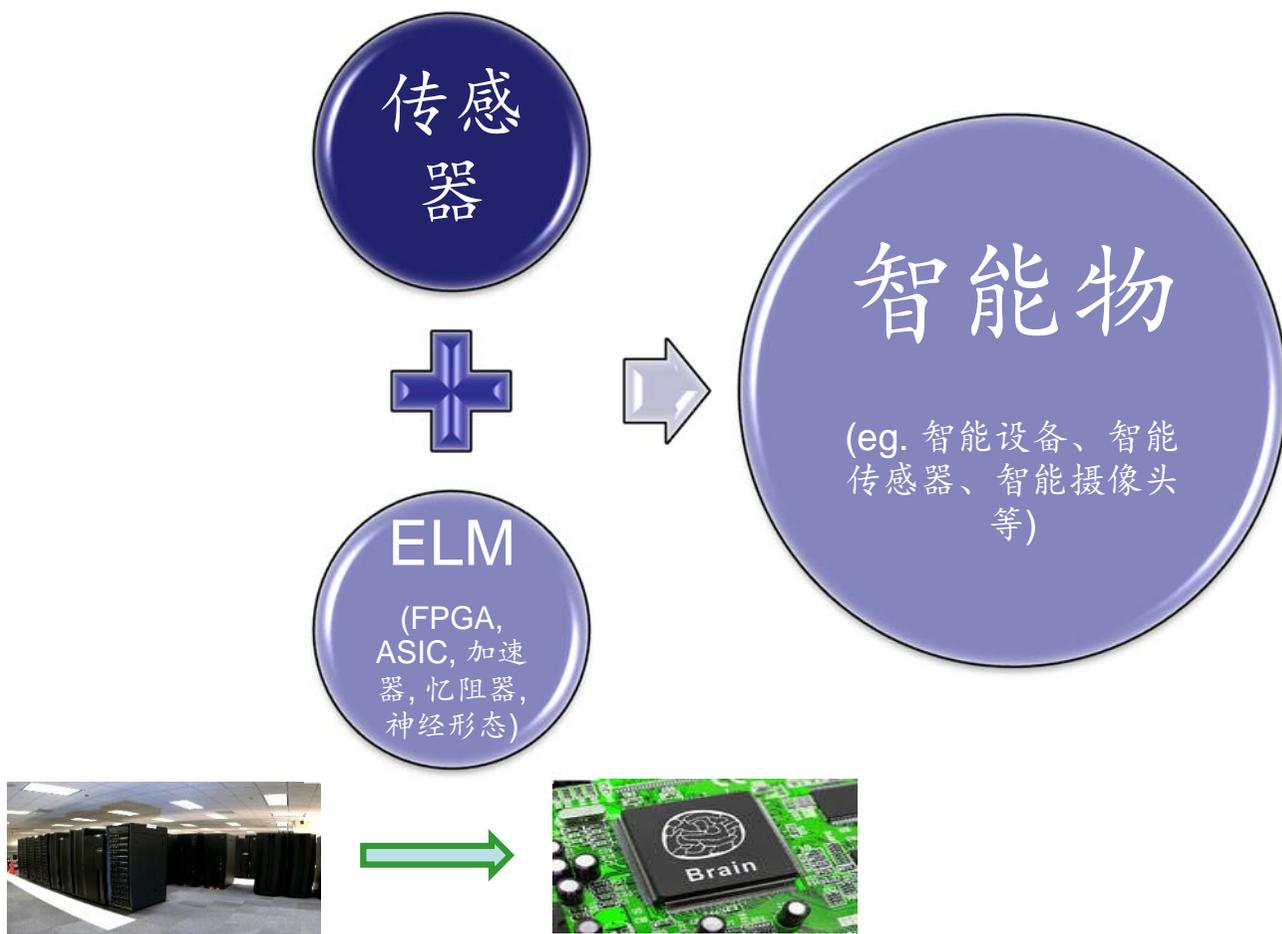 传感
器
ELM
(FPGA,
ASIC, 加速
器, 忆阻器,
神经形态)
智能物
(eg. 智能设备、智能
传感器、智能摄像头
等)
Brain